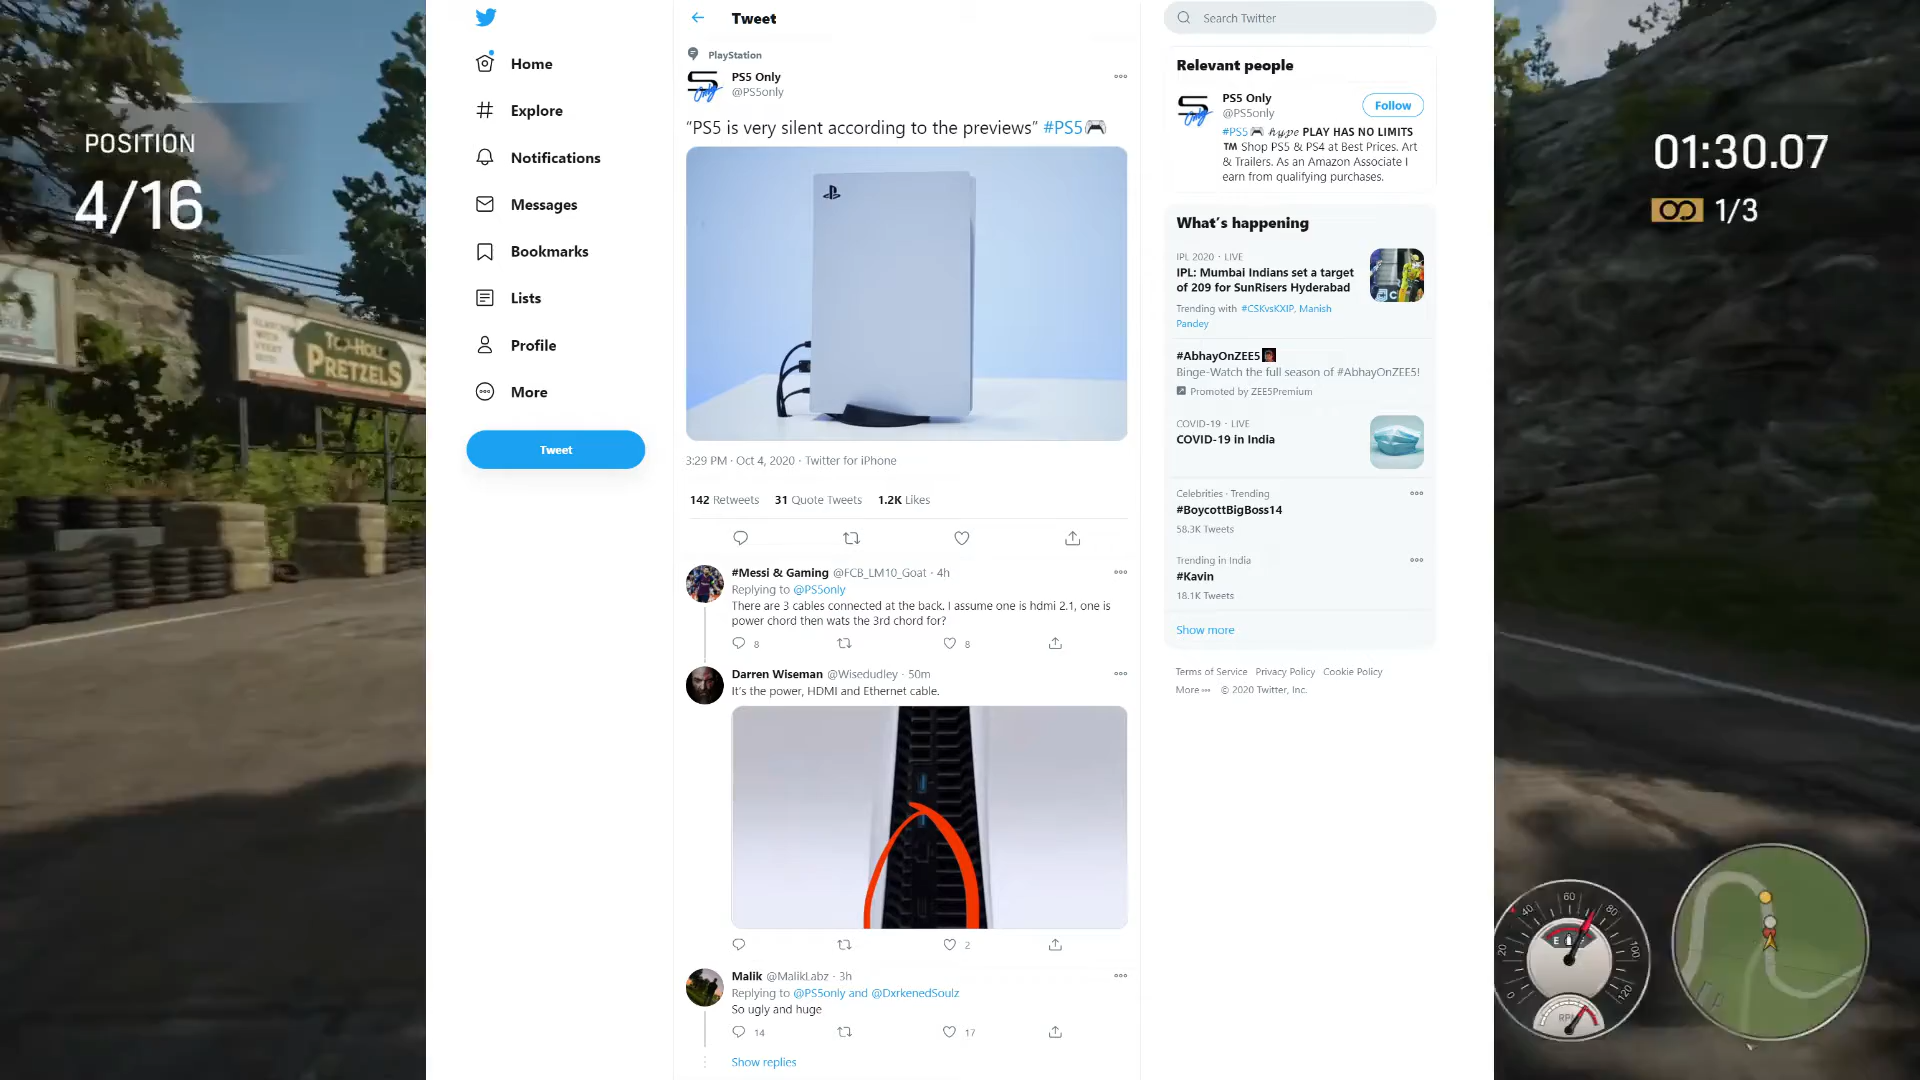 POSITION
4/16
PRETZELS
Home
Explore
Notifications
Messages
Bookmarks
Lists
Profile
More
Tweet
Tweet
PlayStation
PS5 Only
@PS5only
“PS5 is very silent according to the previews” #PS5🎮
3:29 PM · Oct 4, 2020 · Twitter for iPhone
142 Retweets 31 Quote Tweets 1.2K Likes
#Messi & Gaming @FCB_LM10_Goat · 4h
Replying to @PS5only
There are 3 cables connected at the back. I assume one is hdmi 2.1, one is
power chord then wats the 3rd chord for?
8 8
Darren Wiseman @Wisedudley · 50m
It's the power, HDMI and Ethernet cable.
2
Malik @MalikLabz · 3h
Replying to @PS5only and @DxrkenedSoulz
So ugly and huge
14 17
Show replies
Search Twitter
Relevant people
PS5 Only
@PS5only
Follow
#PS5🎮 𝓱𝔂𝓹𝓮 PLAY HAS NO LIMITS
™ Shop PS5 & PS4 at Best Prices. Art
& Trailers. As an Amazon Associate I
earn from qualifying purchases.
What's happening
IPL 2020 · LIVE
IPL: Mumbai Indians set a target
of 209 for SunRisers Hyderabad
Trending with #CSKvsKXIP, Manish
Pandey
#AbhayOnZEE5
Binge-Watch the full season of #AbhayOnZEE5!
Promoted by ZEE5Premium
COVID-19 · LIVE
COVID-19 in India
Celebrities · Trending
#BoycottBigBoss14
58.3K Tweets
Trending in India
#Kavin
18.1K Tweets
Show more
Terms of Service Privacy Policy Cookie Policy
More © 2020 Twitter, Inc.
01:30.07
1/3
0 20 40 60 80 100 120
E F
RPM